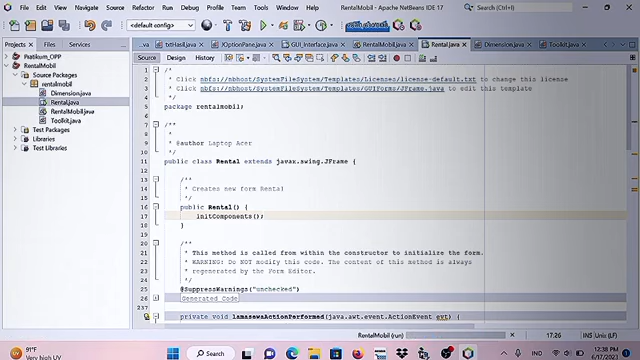 File Edit View Navigate Source Refactor Run Debug Profile Team Tools Window Help
RentalMobil - Apache NetBeans IDE 17
Search (Ctrl+I)
<default config>
Projects
Files
Services
Pratikum_OPP
RentalMobil
Source Packages
rentalmobil
Dimension.java
Rental.java
RentalMobil.java
ToolKit.java
Test Packages
Libraries
Test Libraries
...va
txtHasil.java
JOptionPane.java
GUI_Interface.java
RentalMobil.java
Rental.java
Dimension.java
ToolKit.java
Source
Design
History
1 /*
2 * Click nbfs://nbhost/SystemFileSystem/Templates/Licenses/license-default.txt to change this license
3 * Click nbfs://nbhost/SystemFileSystem/Templates/GUIForms/JFrame.java to edit this template
4 */
5 package rentalmobil;
6
7 /**
8 *
9 * @author Laptop Acer
10 */
11 public class Rental extends javax.swing.JFrame {
12
13 /**
14 * Creates new form Rental
15 */
16 public Rental() {
17 initComponents();
18 }
19
20 /**
21 * This method is called from within the constructor to initialize the form.
22 * WARNING: Do NOT modify this code. The content of this method is always
23 * regenerated by the Form Editor.
24 */
25 @SuppressWarnings("unchecked")
26 Generated Code
private void lamasewaActionPerformed(java.awt.event.ActionEvent evt) {
RentalMobil (run)
17:26
INS
Unix (LF)
91°F
Very high UV
Search
IND
12:38 PM
6/17/2023